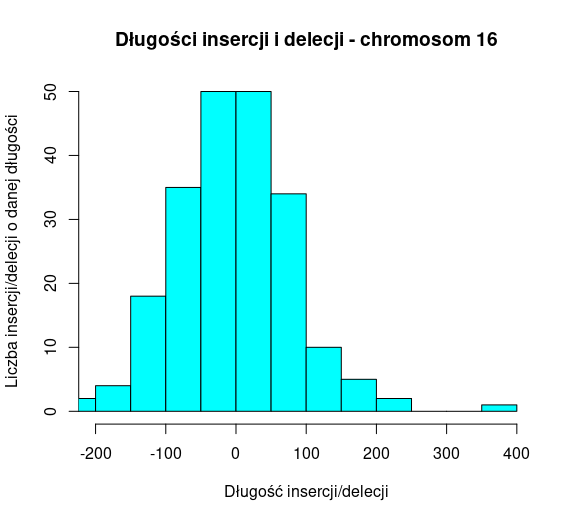 Długości insercji i delecji - chromosom 16
Liczba insercji/delecji o danej długości
50
40
30
20
10
0
-200 -100 0 100 200 300 400
Długość insercji/delecji